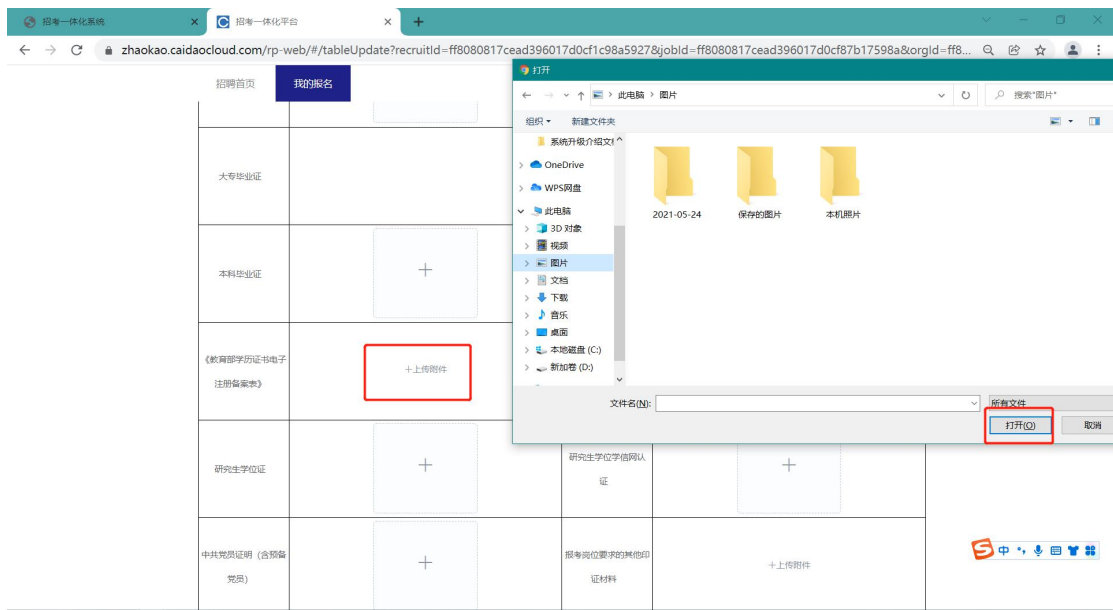 招考一体化系统
招考一体化平台
zhaokao.caidaocloud.com/rp-web/#/tableUpdate?recruitId=ff8080817cead396017d0cf1c98a5927&jobId=ff8080817cead396017d0cf87b17598a&orgId=ff8...
招聘首页
我的报名
大专毕业证
本科毕业证
《教育部学历证书电子
注册备案表》
+上传附件
研究生学位证
研究生学位学信网认
证
中共党员证明（含预备
党员）
报考岗位要求的其他印
证材料
+上传附件
打开
此电脑 > 图片
搜索"图片"
组织
新建文件夹
系统升级介绍文
OneDrive
WPS网盘
此电脑
3D 对象
视频
图片
文档
下载
音乐
桌面
本地磁盘 (C:)
新加卷 (D:)
2021-05-24
保存的图片
本机照片
文件名(N):
所有文件
打开(O)
取消
中